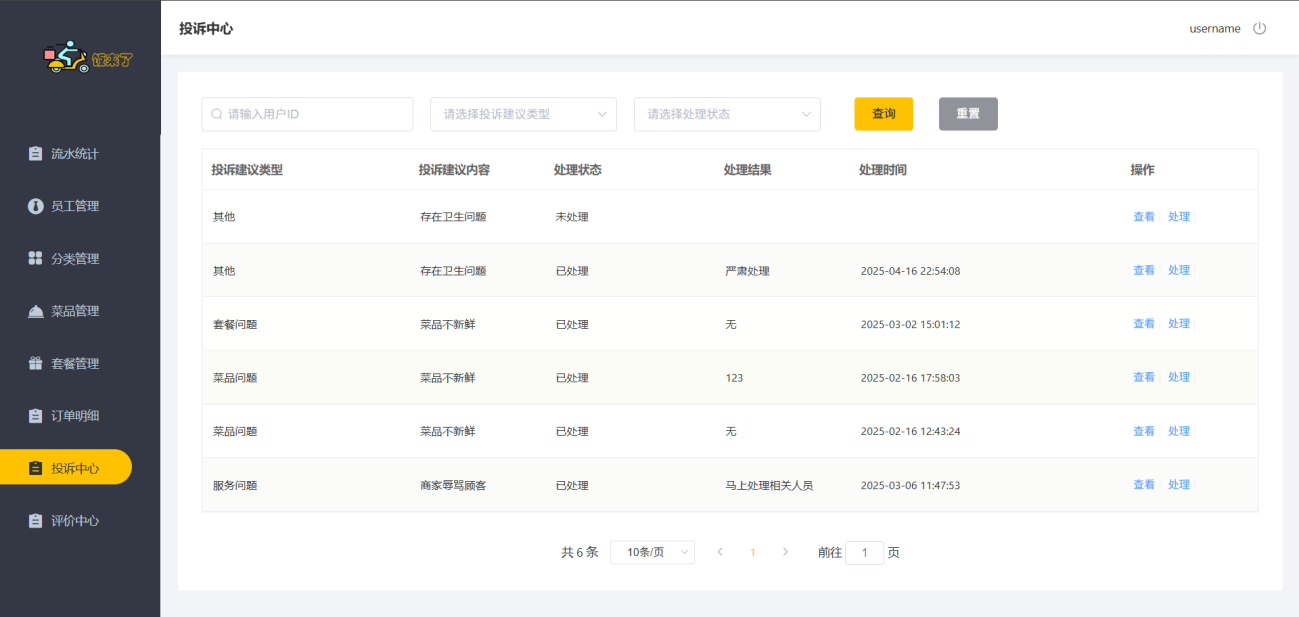 饭来了
流水统计
员工管理
分类管理
菜品管理
套餐管理
订单明细
投诉中心
评价中心
投诉中心 username
请输入用户ID 请选择投诉建议类型 请选择处理状态 查询 重置
投诉建议类型 投诉建议内容 处理状态 处理结果 处理时间 操作
其他 存在卫生问题 未处理 查看 处理
其他 存在卫生问题 已处理 严肃处理 2025-04-16 22:54:08 查看 处理
套餐问题 菜品不新鲜 已处理 无 2025-03-02 15:01:12 查看 处理
菜品问题 菜品不新鲜 已处理 123 2025-02-16 17:58:03 查看 处理
菜品问题 菜品不新鲜 已处理 无 2025-02-16 12:43:24 查看 处理
服务问题 商家辱骂顾客 已处理 马上处理相关人员 2025-03-06 11:47:53 查看 处理
共 6 条 10条/页 1 前往 1 页